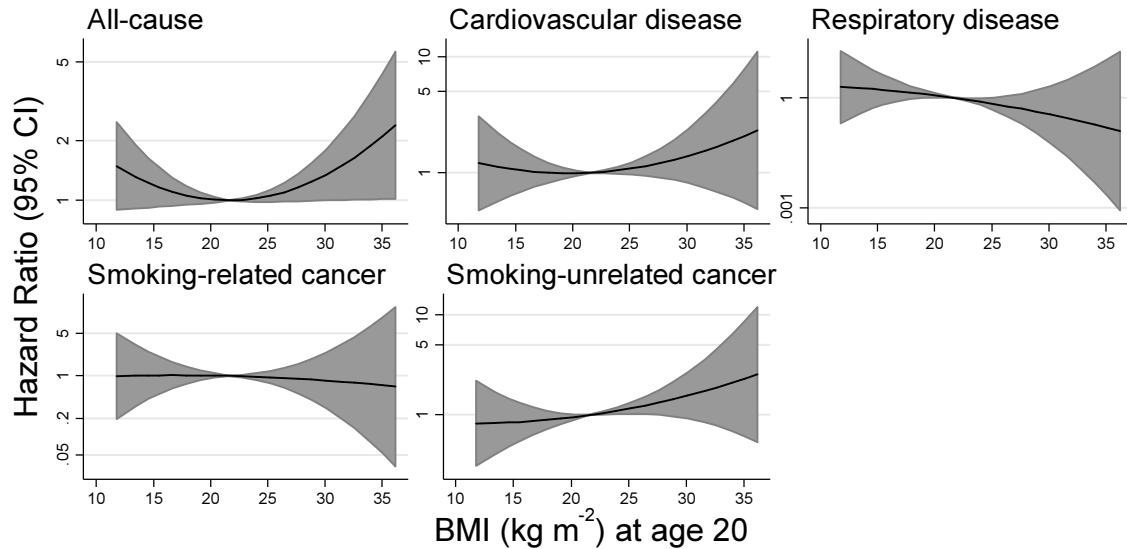 Hazard Ratio (95% CI)
All-cause
5
2
1
10 15 20 25 30 35
Cardiovascular disease
10
5
1
10 15 20 25 30 35
Respiratory disease
1
.001
10 15 20 25 30 35
Smoking-related cancer
5
1
.2
.05
10 15 20 25 30 35
Smoking-unrelated cancer
10
5
1
10 15 20 25 30 35
BMI (kg m⁻²) at age 20